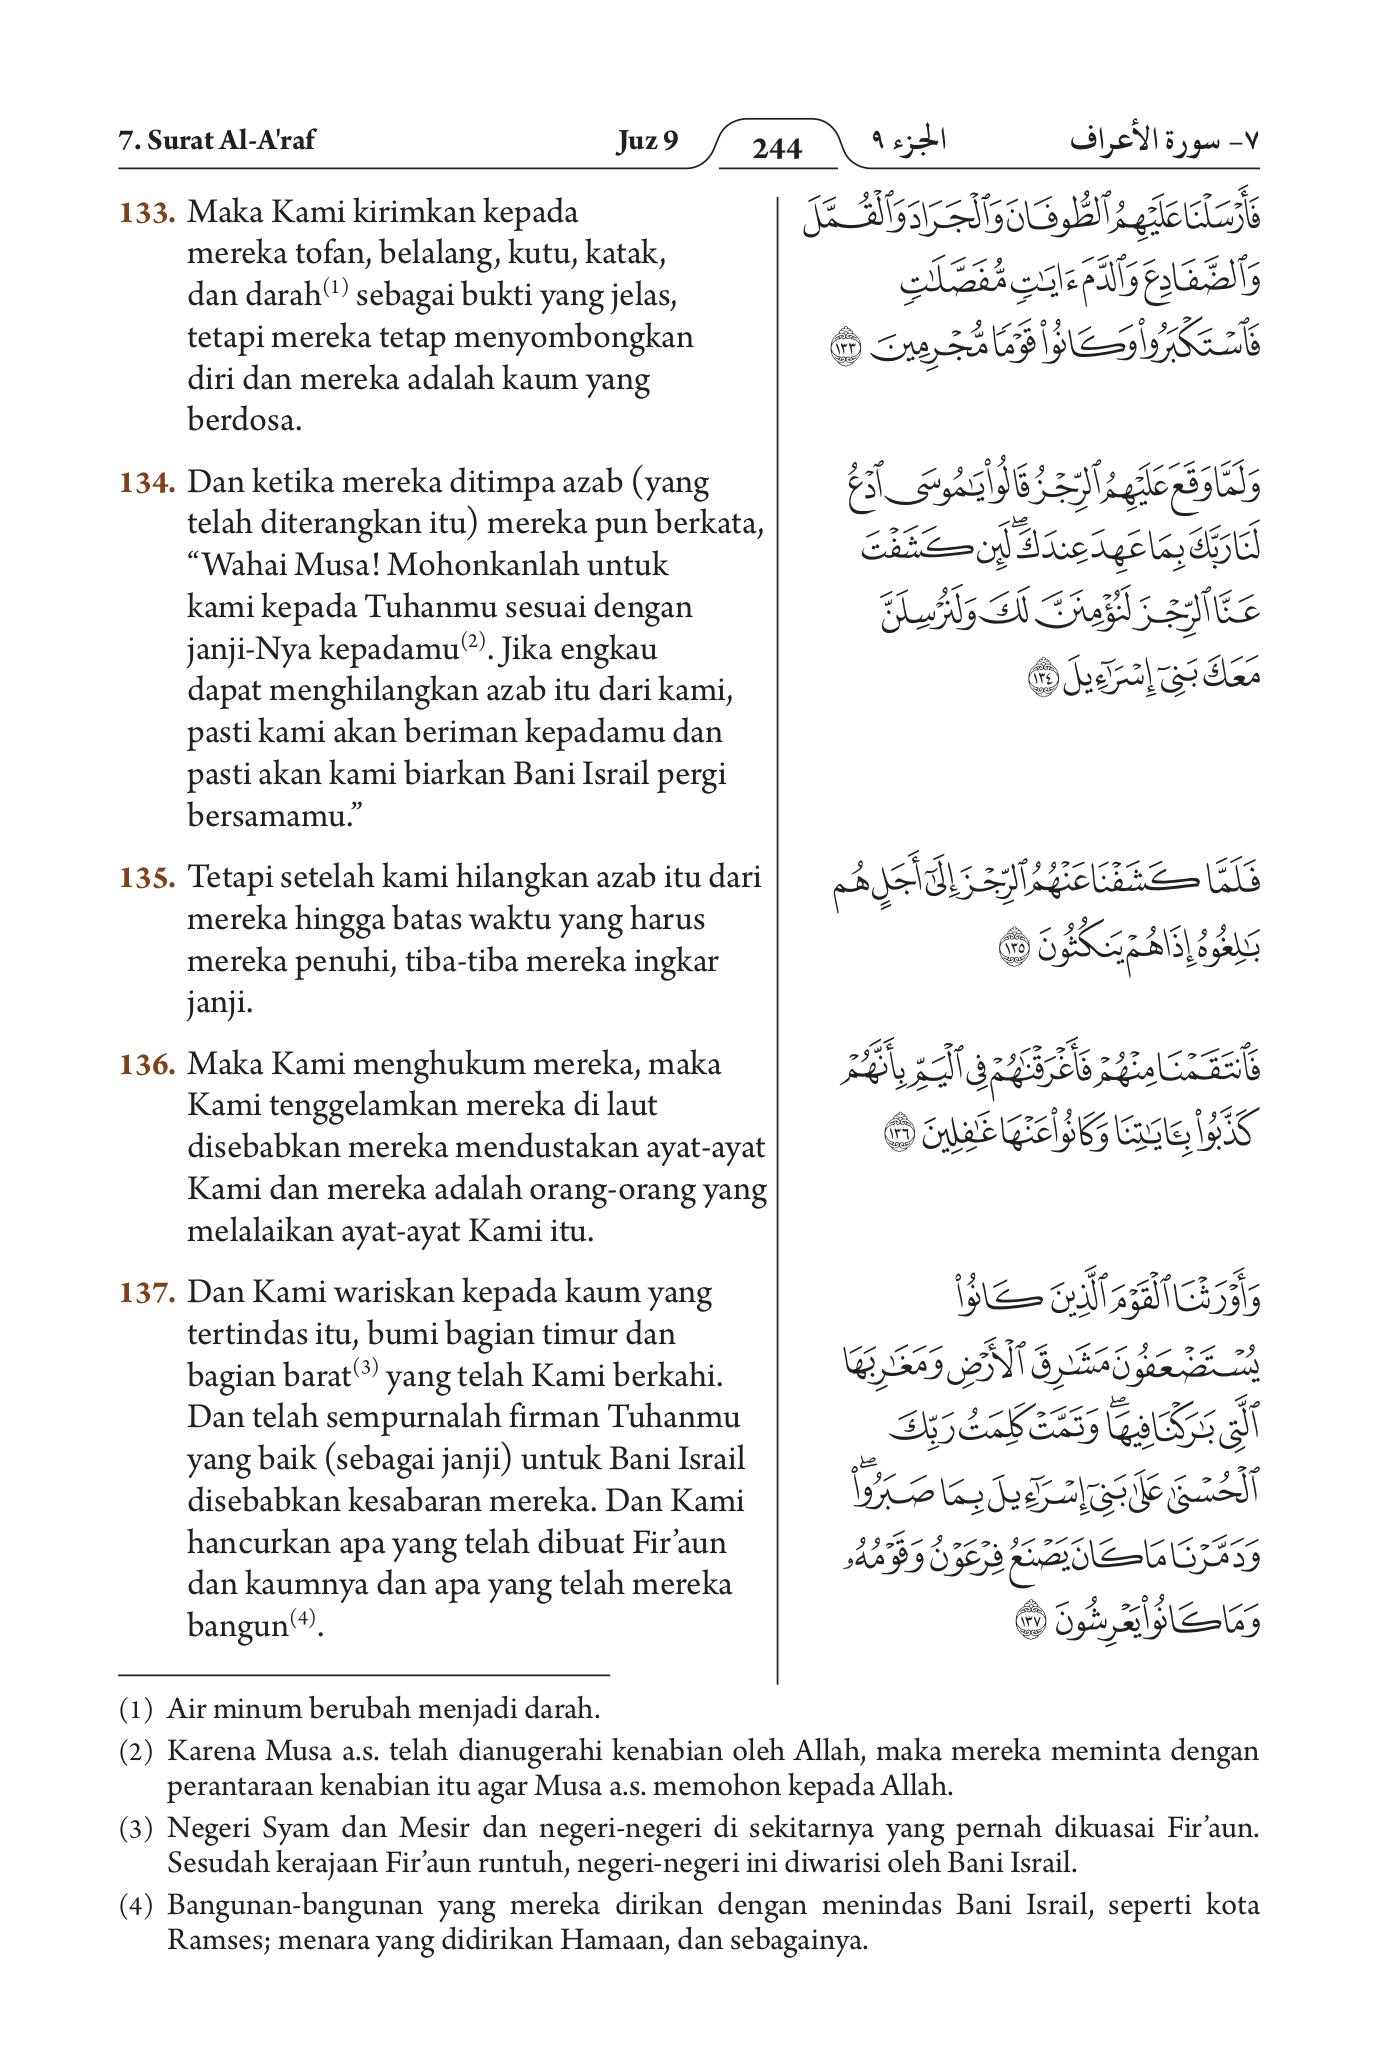 7. Surat Al-A'raf
Juz 9
244
الجزء ٩
٧- سورة الأعراف
133. Maka Kami kirimkan kepada
mereka tofan, belalang, kutu, katak,
dan darah(1) sebagai bukti yang jelas,
tetapi mereka tetap menyombongkan
diri dan mereka adalah kaum yang
berdosa.
فَأَرۡسَلۡنَا عَلَيۡهِمُ ٱلطُّوفَانَ وَٱلۡجَرَادَ وَٱلۡقُمَّلَ
وَٱلضَّفَادِعَ وَٱلدَّمَ ءَايَٰتٖ مُّفَصَّلَٰتٖ
فَٱسۡتَكۡبَرُواْ وَكَانُواْ قَوۡمٗا مُّجۡرِمِينَ ١٣٣
134. Dan ketika mereka ditimpa azab (yang
telah diterangkan itu) mereka pun berkata,
“Wahai Musa! Mohonkanlah untuk
kami kepada Tuhanmu sesuai dengan
janji-Nya kepadamu(2). Jika engkau
dapat menghilangkan azab itu dari kami,
pasti kami akan beriman kepadamu dan
pasti akan kami biarkan Bani Israil pergi
bersamamu.”
وَلَمَّا وَقَعَ عَلَيۡهِمُ ٱلرِّجۡزُ قَالُواْ يَٰمُوسَى ٱدۡعُ
لَنَا رَبَّكَ بِمَا عَهِدَ عِندَكَۖ لَئِن كَشَفۡتَ
عَنَّا ٱلرِّجۡزَ لَنُؤۡمِنَنَّ لَكَ وَلَنُرۡسِلَنَّ
مَعَكَ بَنِيٓ إِسۡرَٰٓءِيلَ ١٣٤
135. Tetapi setelah kami hilangkan azab itu dari
mereka hingga batas waktu yang harus
mereka penuhi, tiba-tiba mereka ingkar
janji.
فَلَمَّا كَشَفۡنَا عَنۡهُمُ ٱلرِّجۡزَ إِلَىٰٓ أَجَلٍ هُم
بَٰلِغُوهُ إِذَا هُمۡ يَنكُثُونَ ١٣٥
136. Maka Kami menghukum mereka, maka
Kami tenggelamkan mereka di laut
disebabkan mereka mendustakan ayat-ayat
Kami dan mereka adalah orang-orang yang
melalaikan ayat-ayat Kami itu.
فَٱنتَقَمۡنَا مِنۡهُمۡ فَأَغۡرَقۡنَٰهُمۡ فِي ٱلۡيَمِّ بِأَنَّهُمۡ
كَذَّبُواْ بِـَٔايَٰتِنَا وَكَانُواْ عَنۡهَا غَٰفِلِينَ ١٣٦
137. Dan Kami wariskan kepada kaum yang
tertindas itu, bumi bagian timur dan
bagian barat(3) yang telah Kami berkahi.
Dan telah sempurnalah firman Tuhanmu
yang baik (sebagai janji) untuk Bani Israil
disebabkan kesabaran mereka. Dan Kami
hancurkan apa yang telah dibuat Fir’aun
dan kaumnya dan apa yang telah mereka
bangun(4).
وَأَوۡرَثۡنَا ٱلۡقَوۡمَ ٱلَّذِينَ كَانُواْ
يُسۡتَضۡعَفُونَ مَشَٰرِقَ ٱلۡأَرۡضِ وَمَغَٰرِبَهَا
ٱلَّتِي بَٰرَكۡنَا فِيهَاۖ وَتَمَّتۡ كَلِمَتُ رَبِّكَ
ٱلۡحُسۡنَىٰ عَلَىٰ بَنِيٓ إِسۡرَٰٓءِيلَ بِمَا صَبَرُواْۖ
وَدَمَّرۡنَا مَا كَانَ يَصۡنَعُ فِرۡعَوۡنُ وَقَوۡمُهُۥ
وَمَا كَانُواْ يَعۡرِشُونَ ١٣٧
(1) Air minum berubah menjadi darah.
(2) Karena Musa a.s. telah dianugerahi kenabian oleh Allah, maka mereka meminta dengan
perantaraan kenabian itu agar Musa a.s. memohon kepada Allah.
(3) Negeri Syam dan Mesir dan negeri-negeri di sekitarnya yang pernah dikuasai Fir’aun.
Sesudah kerajaan Fir’aun runtuh, negeri-negeri ini diwarisi oleh Bani Israil.
(4) Bangunan-bangunan yang mereka dirikan dengan menindas Bani Israil, seperti kota
Ramses; menara yang didirikan Hamaan, dan sebagainya.